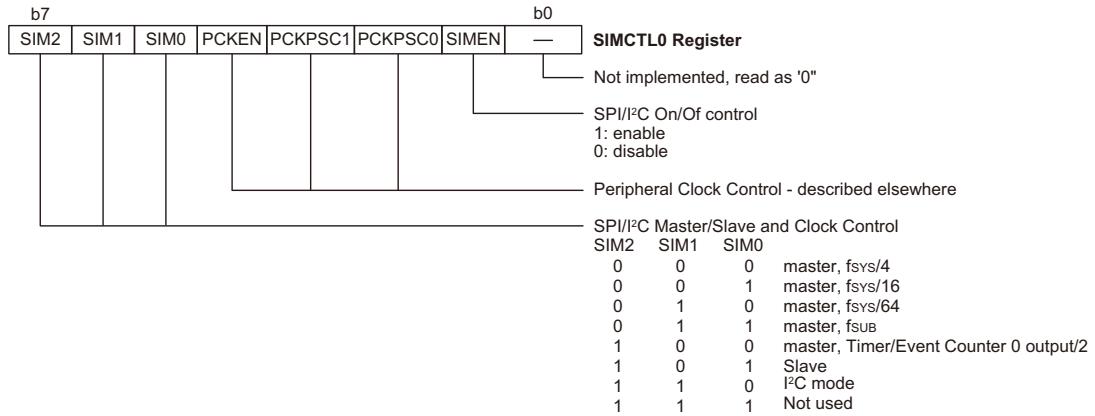 b7 b0
SIM2 SIM1 SIM0 PCKEN PCKPSC1 PCKPSC0 SIMEN — SIMCTL0 Register
Not implemented, read as '0"
SPI/I²C On/Of control
1: enable
0: disable
Peripheral Clock Control - described elsewhere
SPI/I²C Master/Slave and Clock Control
SIM2 SIM1 SIM0
0 0 0 master, fSYS/4
0 0 1 master, fSYS/16
0 1 0 master, fSYS/64
0 1 1 master, fSUB
1 0 0 master, Timer/Event Counter 0 output/2
1 0 1 Slave
1 1 0 I²C mode
1 1 1 Not used